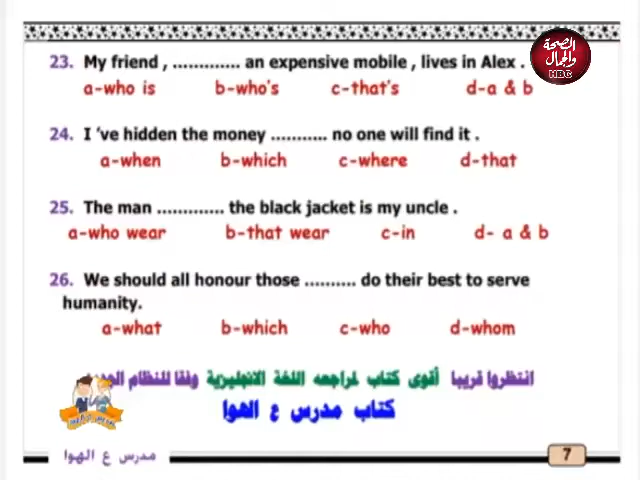 الصحة
والجمال
HBG
23. My friend , ............. an expensive mobile , lives in Alex .
a-who is b-who's c-that's d-a & b
24. I 've hidden the money ........... no one will find it .
a-when b-which c-where d-that
25. The man ............. the black jacket is my uncle .
a-who wear b-that wear c-in d- a & b
26. We should all honour those .......... do their best to serve
humanity.
a-what b-which c-who d-whom
انتظروا قريبا أقوى كتاب لمراجعه اللغة الانجليزية وفقا للنظام
كتاب مدرس ع الهوا
مدرس ع الهوا
7